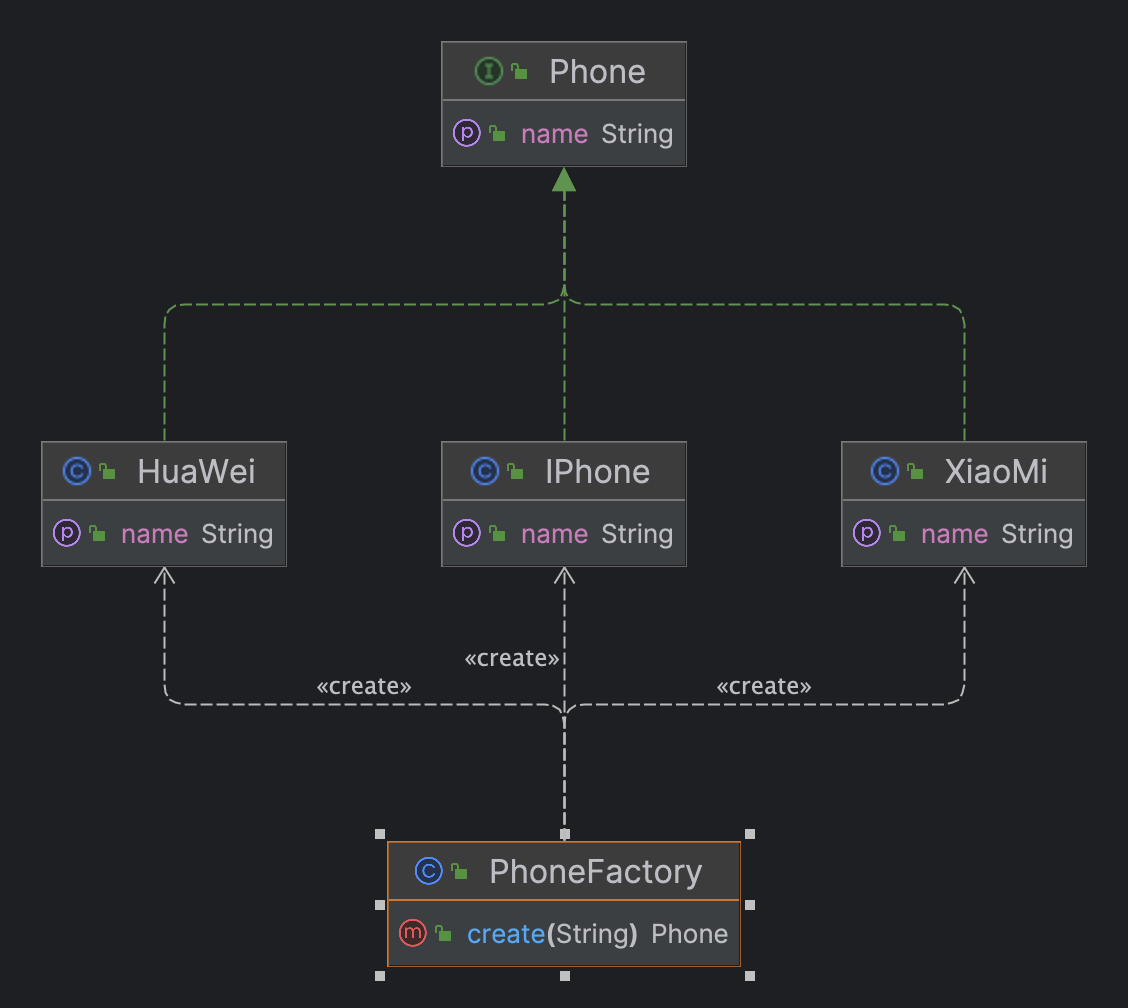 Phone
name String
HuaWei
name String
IPhone
name String
XiaoMi
name String
«create»
«create»
«create»
PhoneFactory
create(String) Phone